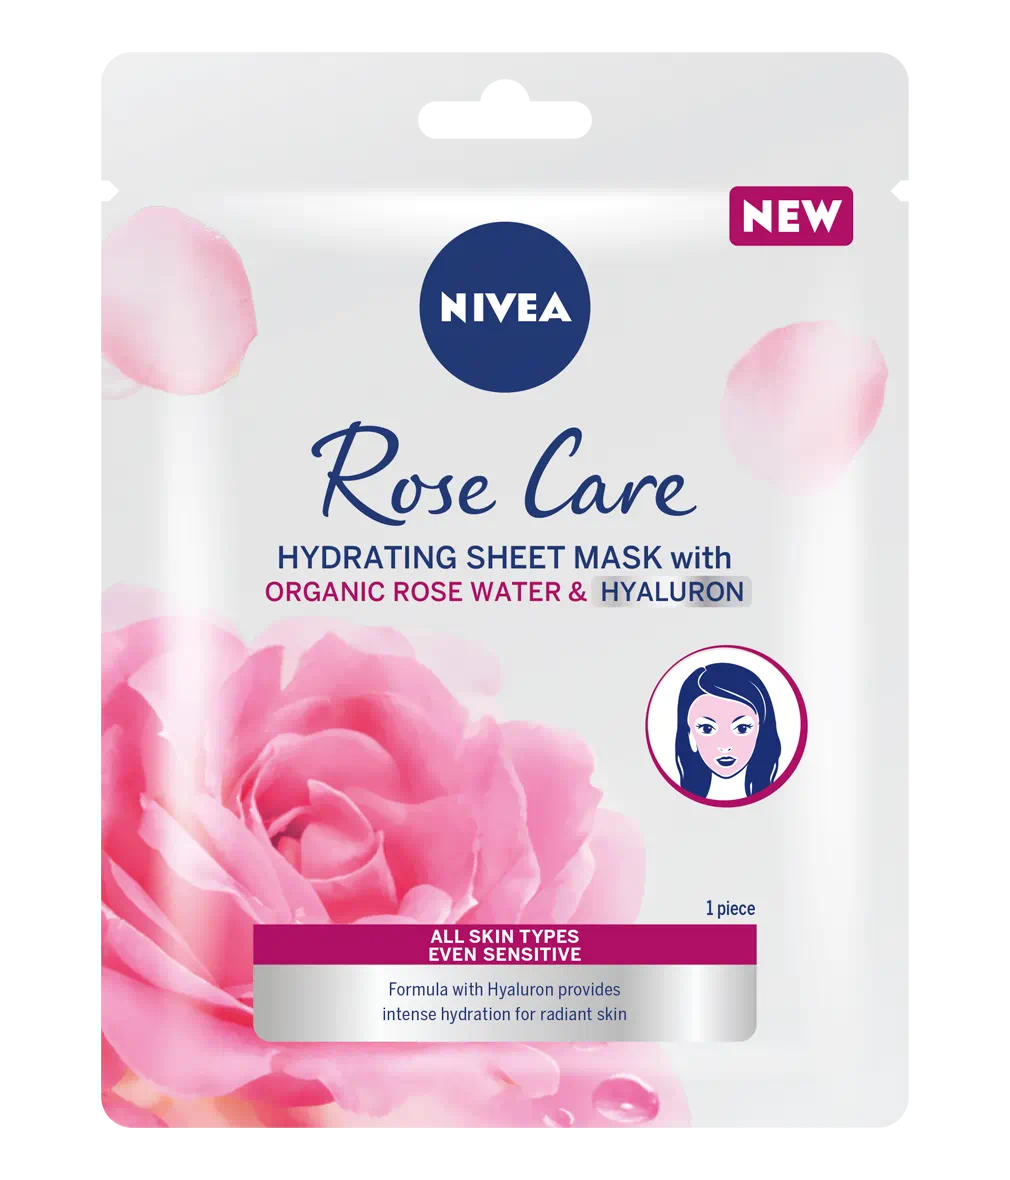 NEW
NIVEA
Rose Care
HYDRATING SHEET MASK with
ORGANIC ROSE WATER & HYALURON
1 piece
ALL SKIN TYPES
EVEN SENSITIVE
Formula with Hyaluron provides
intense hydration for radiant skin